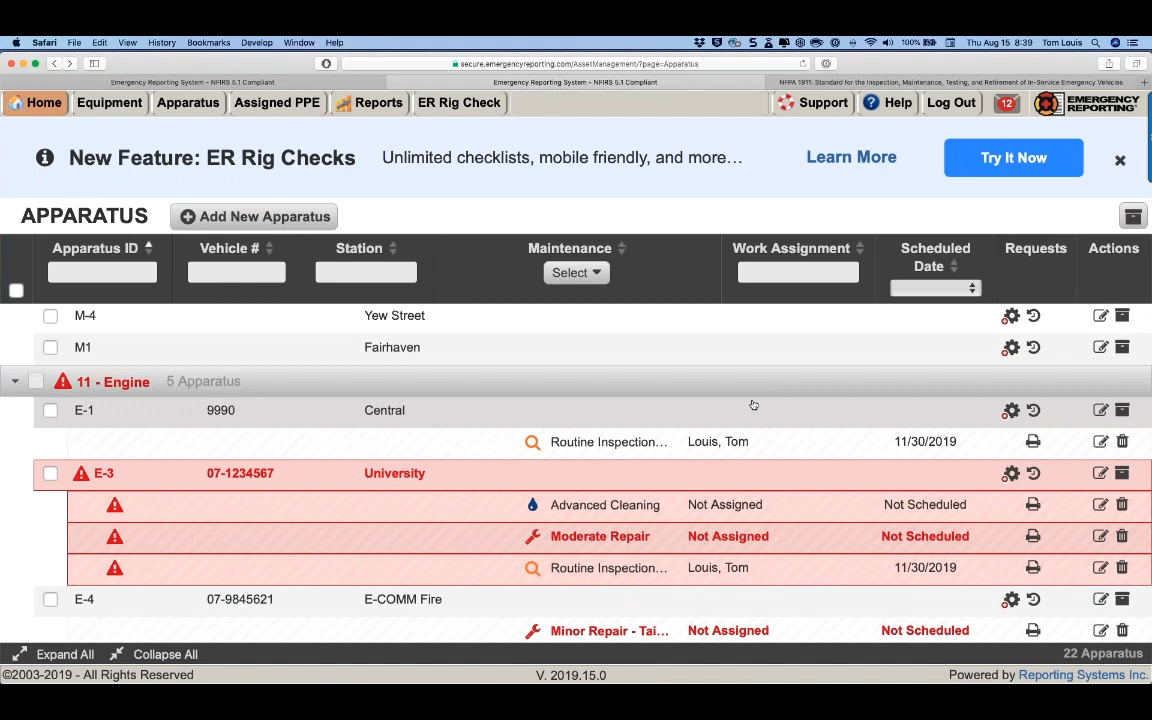 Safari File Edit View History Bookmarks Develop Window Help 100% Thu Aug 15 8:39 Tom Louis
secure.emergencyreporting.com/AssetManagement/?page=Apparatus
Emergency Reporting System - NFIRS 5.1 Compliant Emergency Reporting System - NFIRS 5.1 Compliant NFPA 1911: Standard for the Inspection, Maintenance, Testing, and Retirement of In-Service Emergency Vehicles
Home Equipment Apparatus Assigned PPE Reports ER Rig Check Support Help Log Out 12 EMERGENCY REPORTING
New Feature: ER Rig Checks Unlimited checklists, mobile friendly, and more... Learn More Try It Now
APPARATUS Add New Apparatus
Apparatus ID Vehicle # Station Maintenance Work Assignment Scheduled Date Requests Actions
Select
M-4 Yew Street
M1 Fairhaven
11 - Engine 5 Apparatus
E-1 9990 Central
Routine Inspection... Louis, Tom 11/30/2019
E-3 07-1234567 University
Advanced Cleaning Not Assigned Not Scheduled
Moderate Repair Not Assigned Not Scheduled
Routine Inspection... Louis, Tom 11/30/2019
E-4 07-9845621 E-COMM Fire
Minor Repair - Tai... Not Assigned Not Scheduled
Expand All Collapse All 22 Apparatus
©2003-2019 - All Rights Reserved V. 2019.15.0 Powered by Reporting Systems Inc.